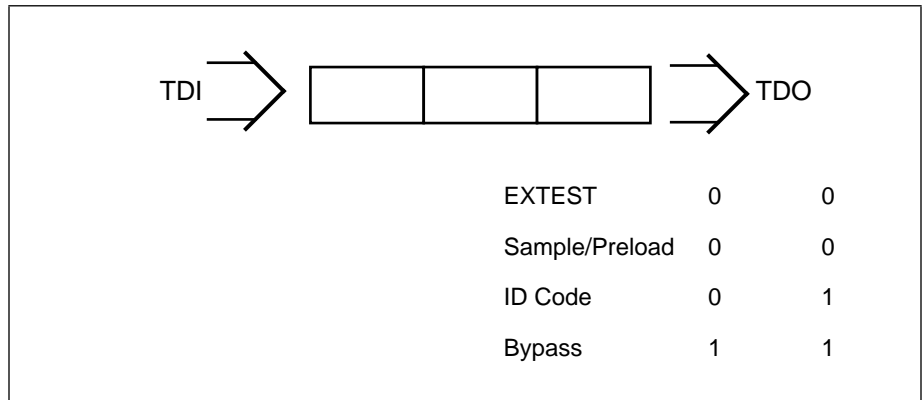 TDI TDO
EXTEST 0 0
Sample/Preload 0 0
ID Code 0 1
Bypass 1 1